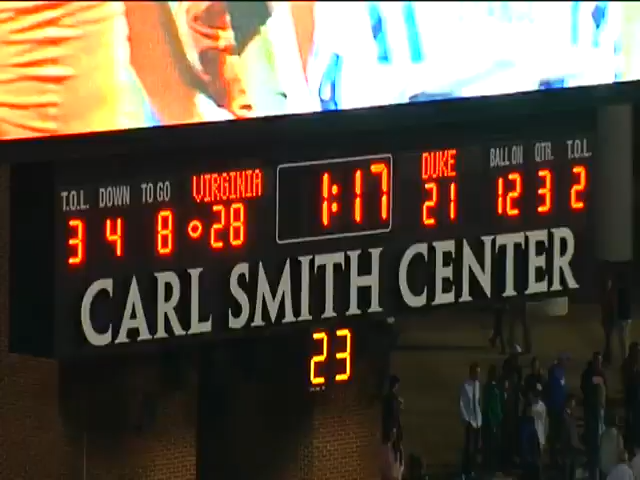 T.O.L. DOWN TO GO VIRGINIA 1:17 DUKE BALL ON QTR. T.O.L.
3 4 8 28 21 12 3 2
CARL SMITH CENTER
23